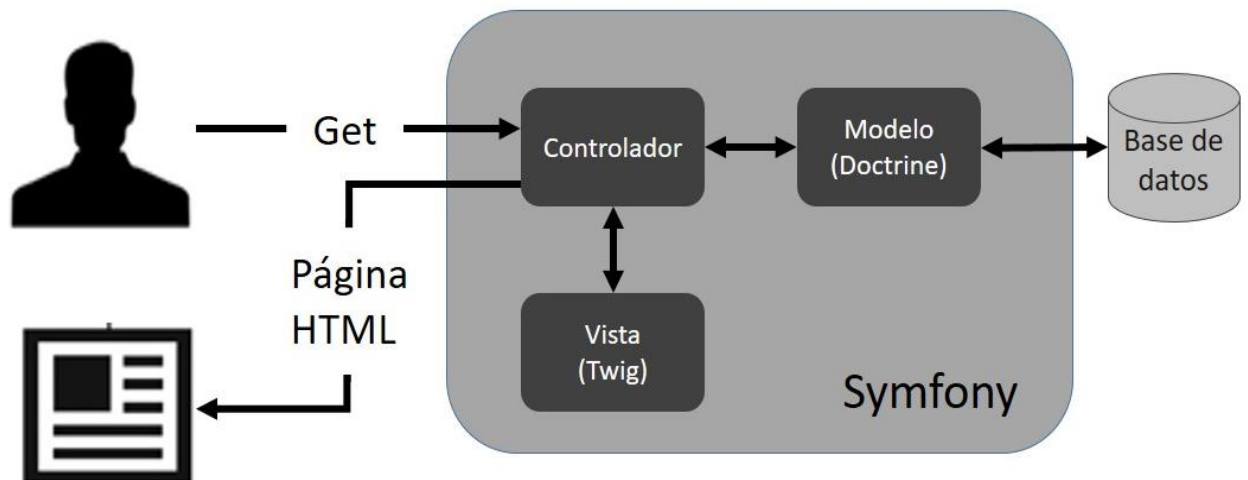 Get
Controlador
Modelo
(Doctrine)
Base de
datos
Página
HTML
Vista
(Twig)
Symfony